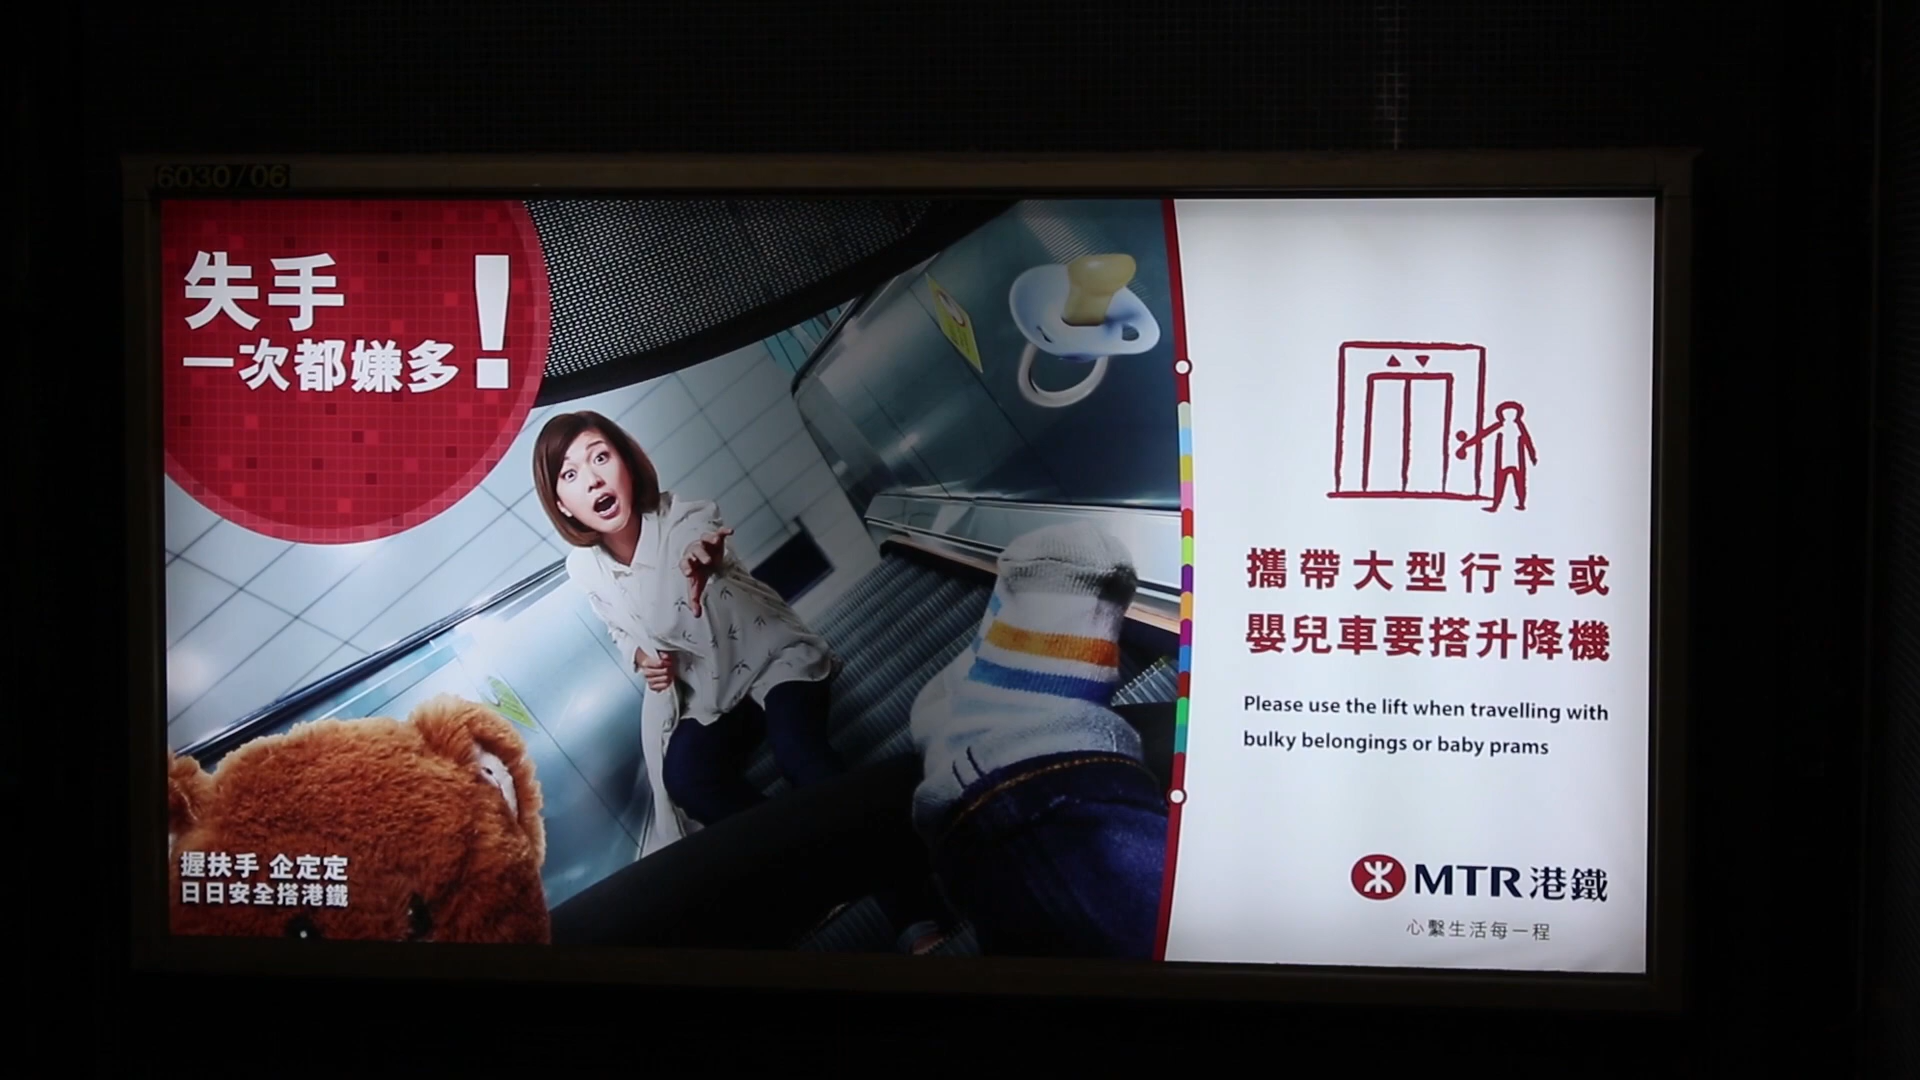 6030/06
失手
一次都嫌多!
握扶手 企定定
日日安全搭港鐵
攜帶大型行李或
嬰兒車要搭升降機
Please use the lift when travelling with
bulky belongings or baby prams
MTR 港鐵
心繫生活每一程